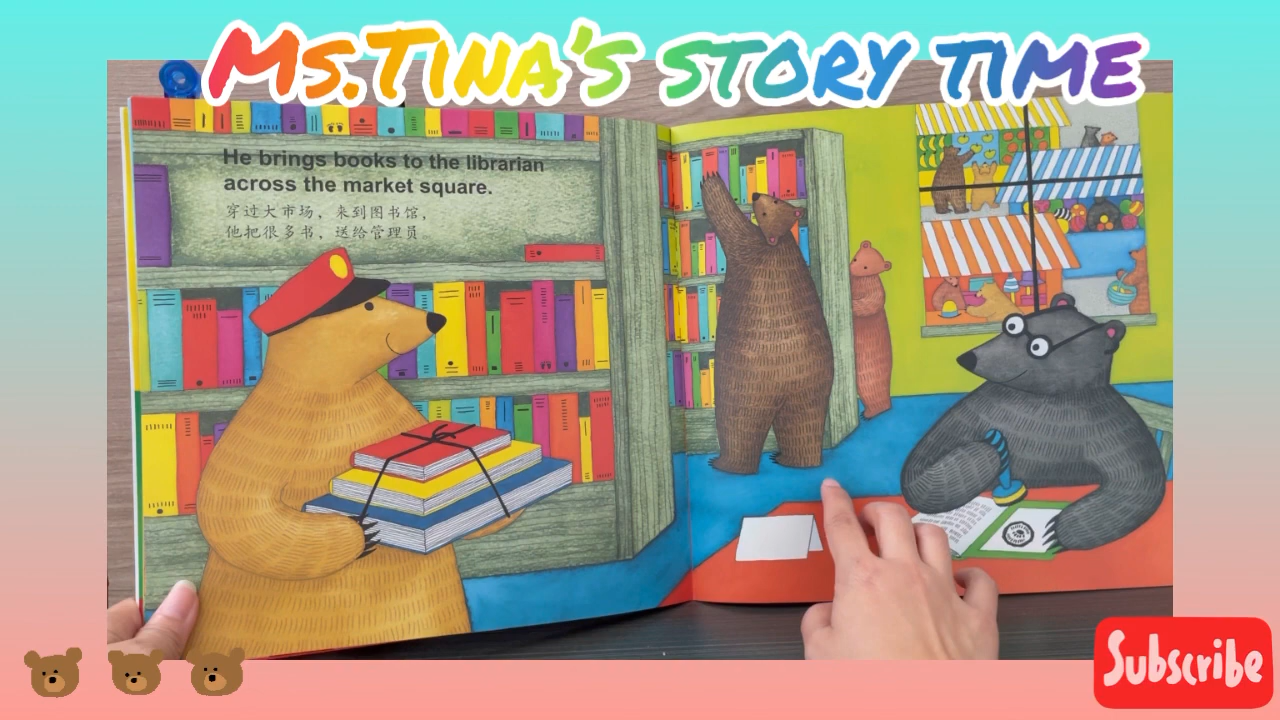 Ms.Tina's story time
He brings books to the librarian
across the market square.
穿过大市场，来到图书馆，
他把很多书，送给管理员
Subscribe